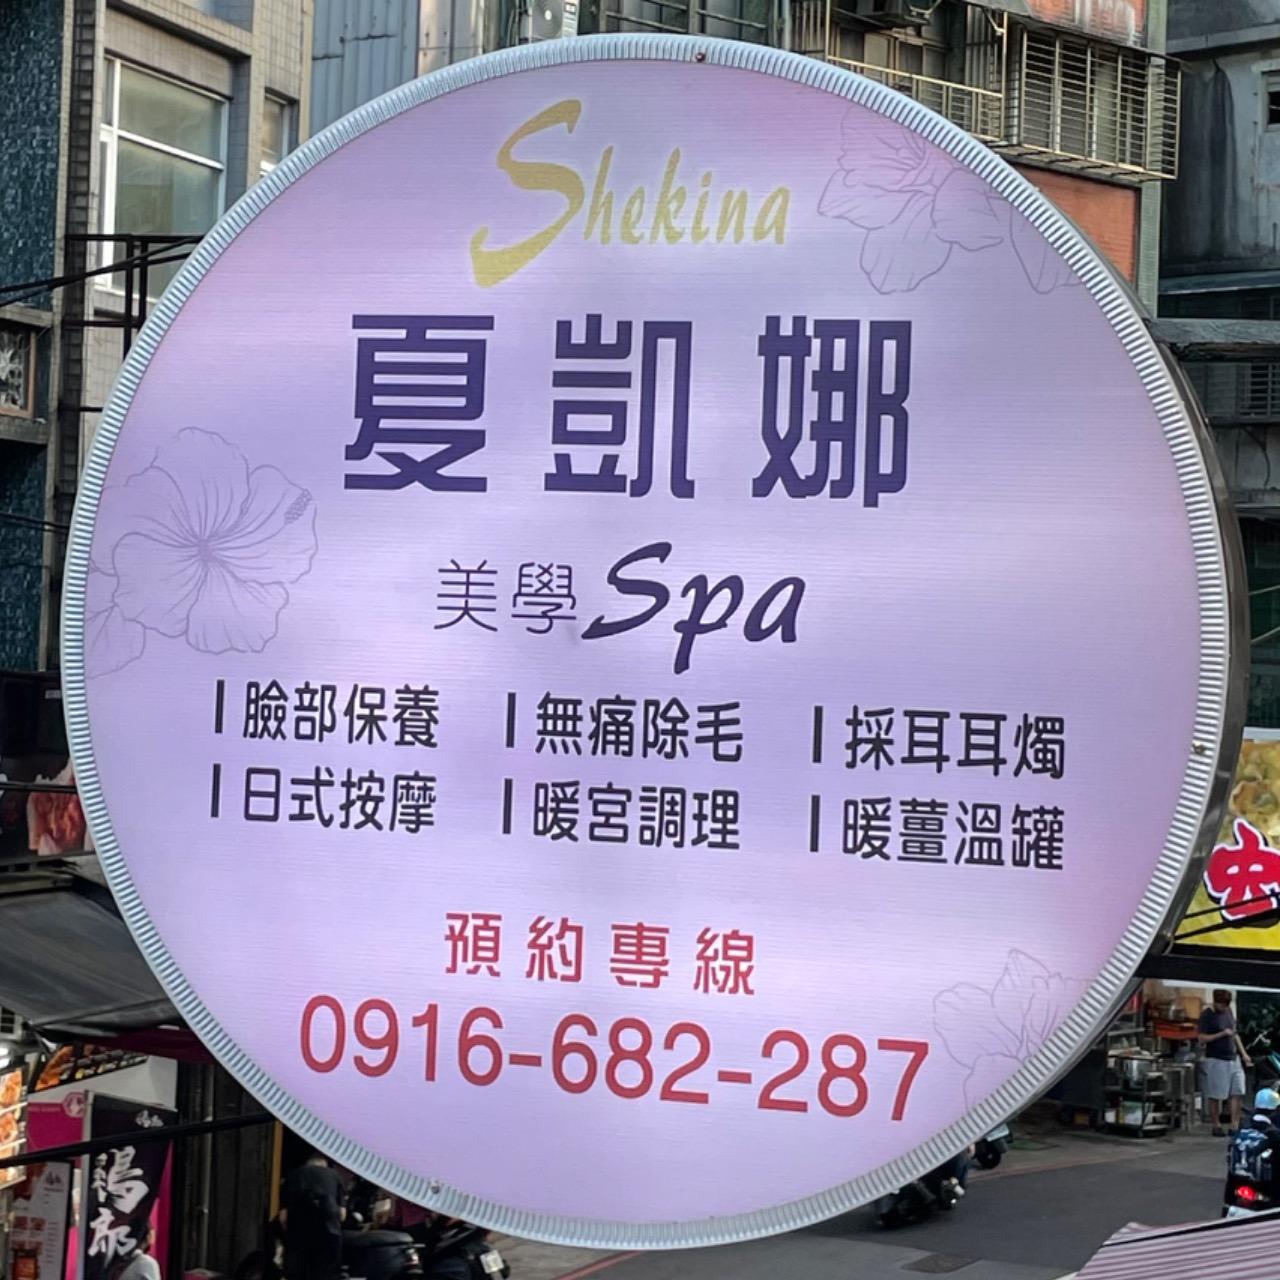 Shekina
夏凱娜
美學Spa
| 臉部保養 | 無痛除毛 | 採耳耳燭
| 日式按摩 | 暖宮調理 | 暖薑溫罐
預約專線
0916-682-287